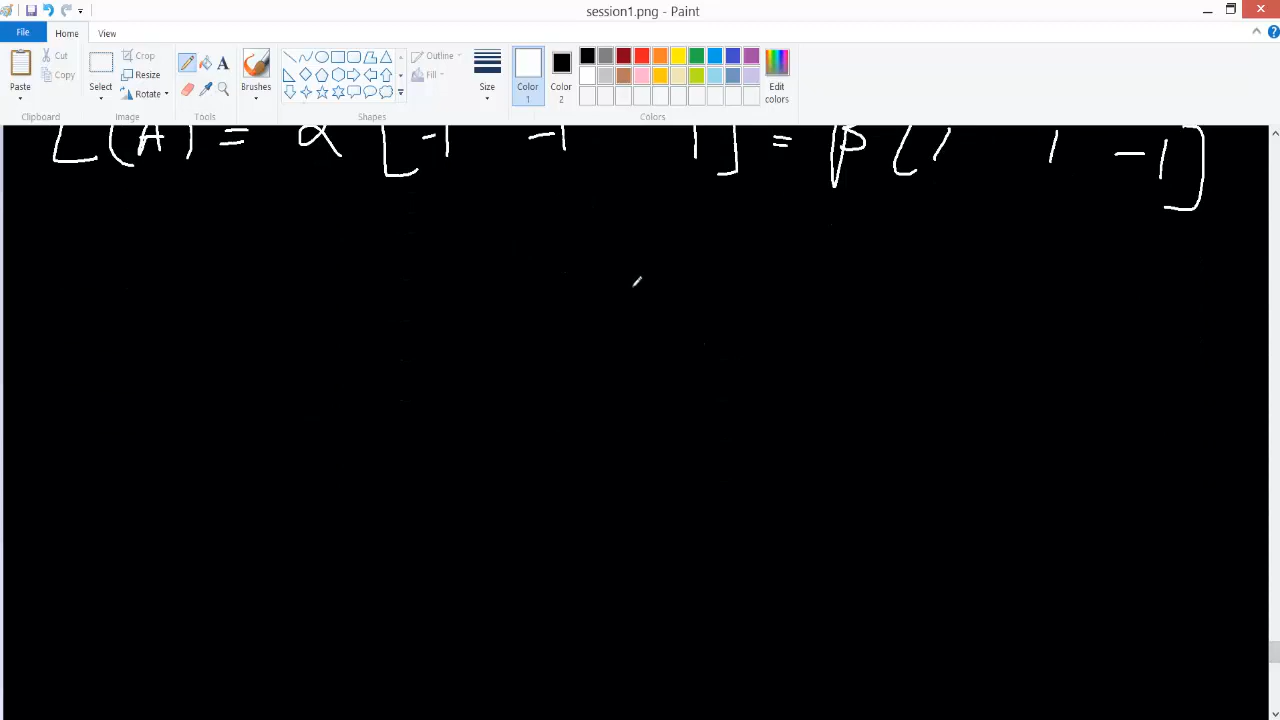 session1.png - Paint
File Home View
Paste Cut Copy Select Crop Resize Rotate Brushes Outline Fill Size Color 1 Color 2 Edit colors
Clipboard Image Tools Shapes Colors
L(A) = α [-1 -1 1] = β [1 1 -1]